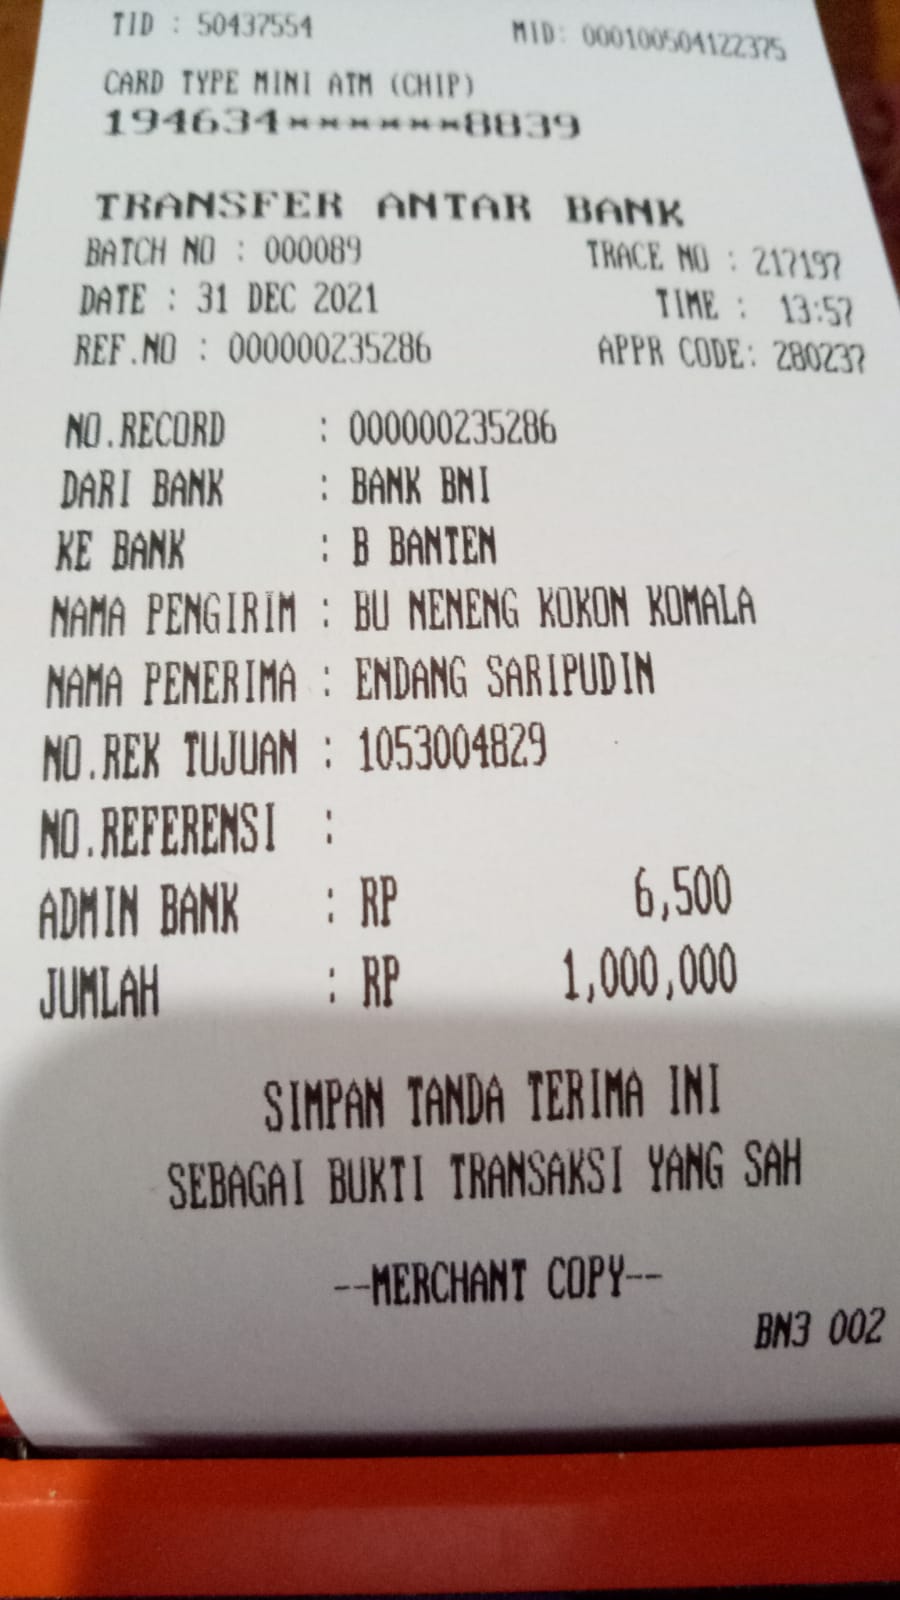 TID : 50437554 MID: 000100504122375
CARD TYPE MINI ATM (CHIP)
194634******8839
TRANSFER ANTAR BANK
BATCH NO : 000089 TRACE NO : 217197
DATE : 31 DEC 2021 TIME : 13:57
REF.NO : 000000235286 APPR CODE: 280237
NO.RECORD : 000000235286
DARI BANK : BANK BNI
KE BANK : B BANTEN
NAMA PENGIRIM : BU NENENG KOKON KOMALA
NAMA PENERIMA : ENDANG SARIPUDIN
NO.REK TUJUAN : 1053004829
NO.REFERENSI :
ADMIN BANK : RP 6,500
JUMLAH : RP 1,000,000
SIMPAN TANDA TERIMA INI
SEBAGAI BUKTI TRANSAKSI YANG SAH
--MERCHANT COPY--
BN3 002